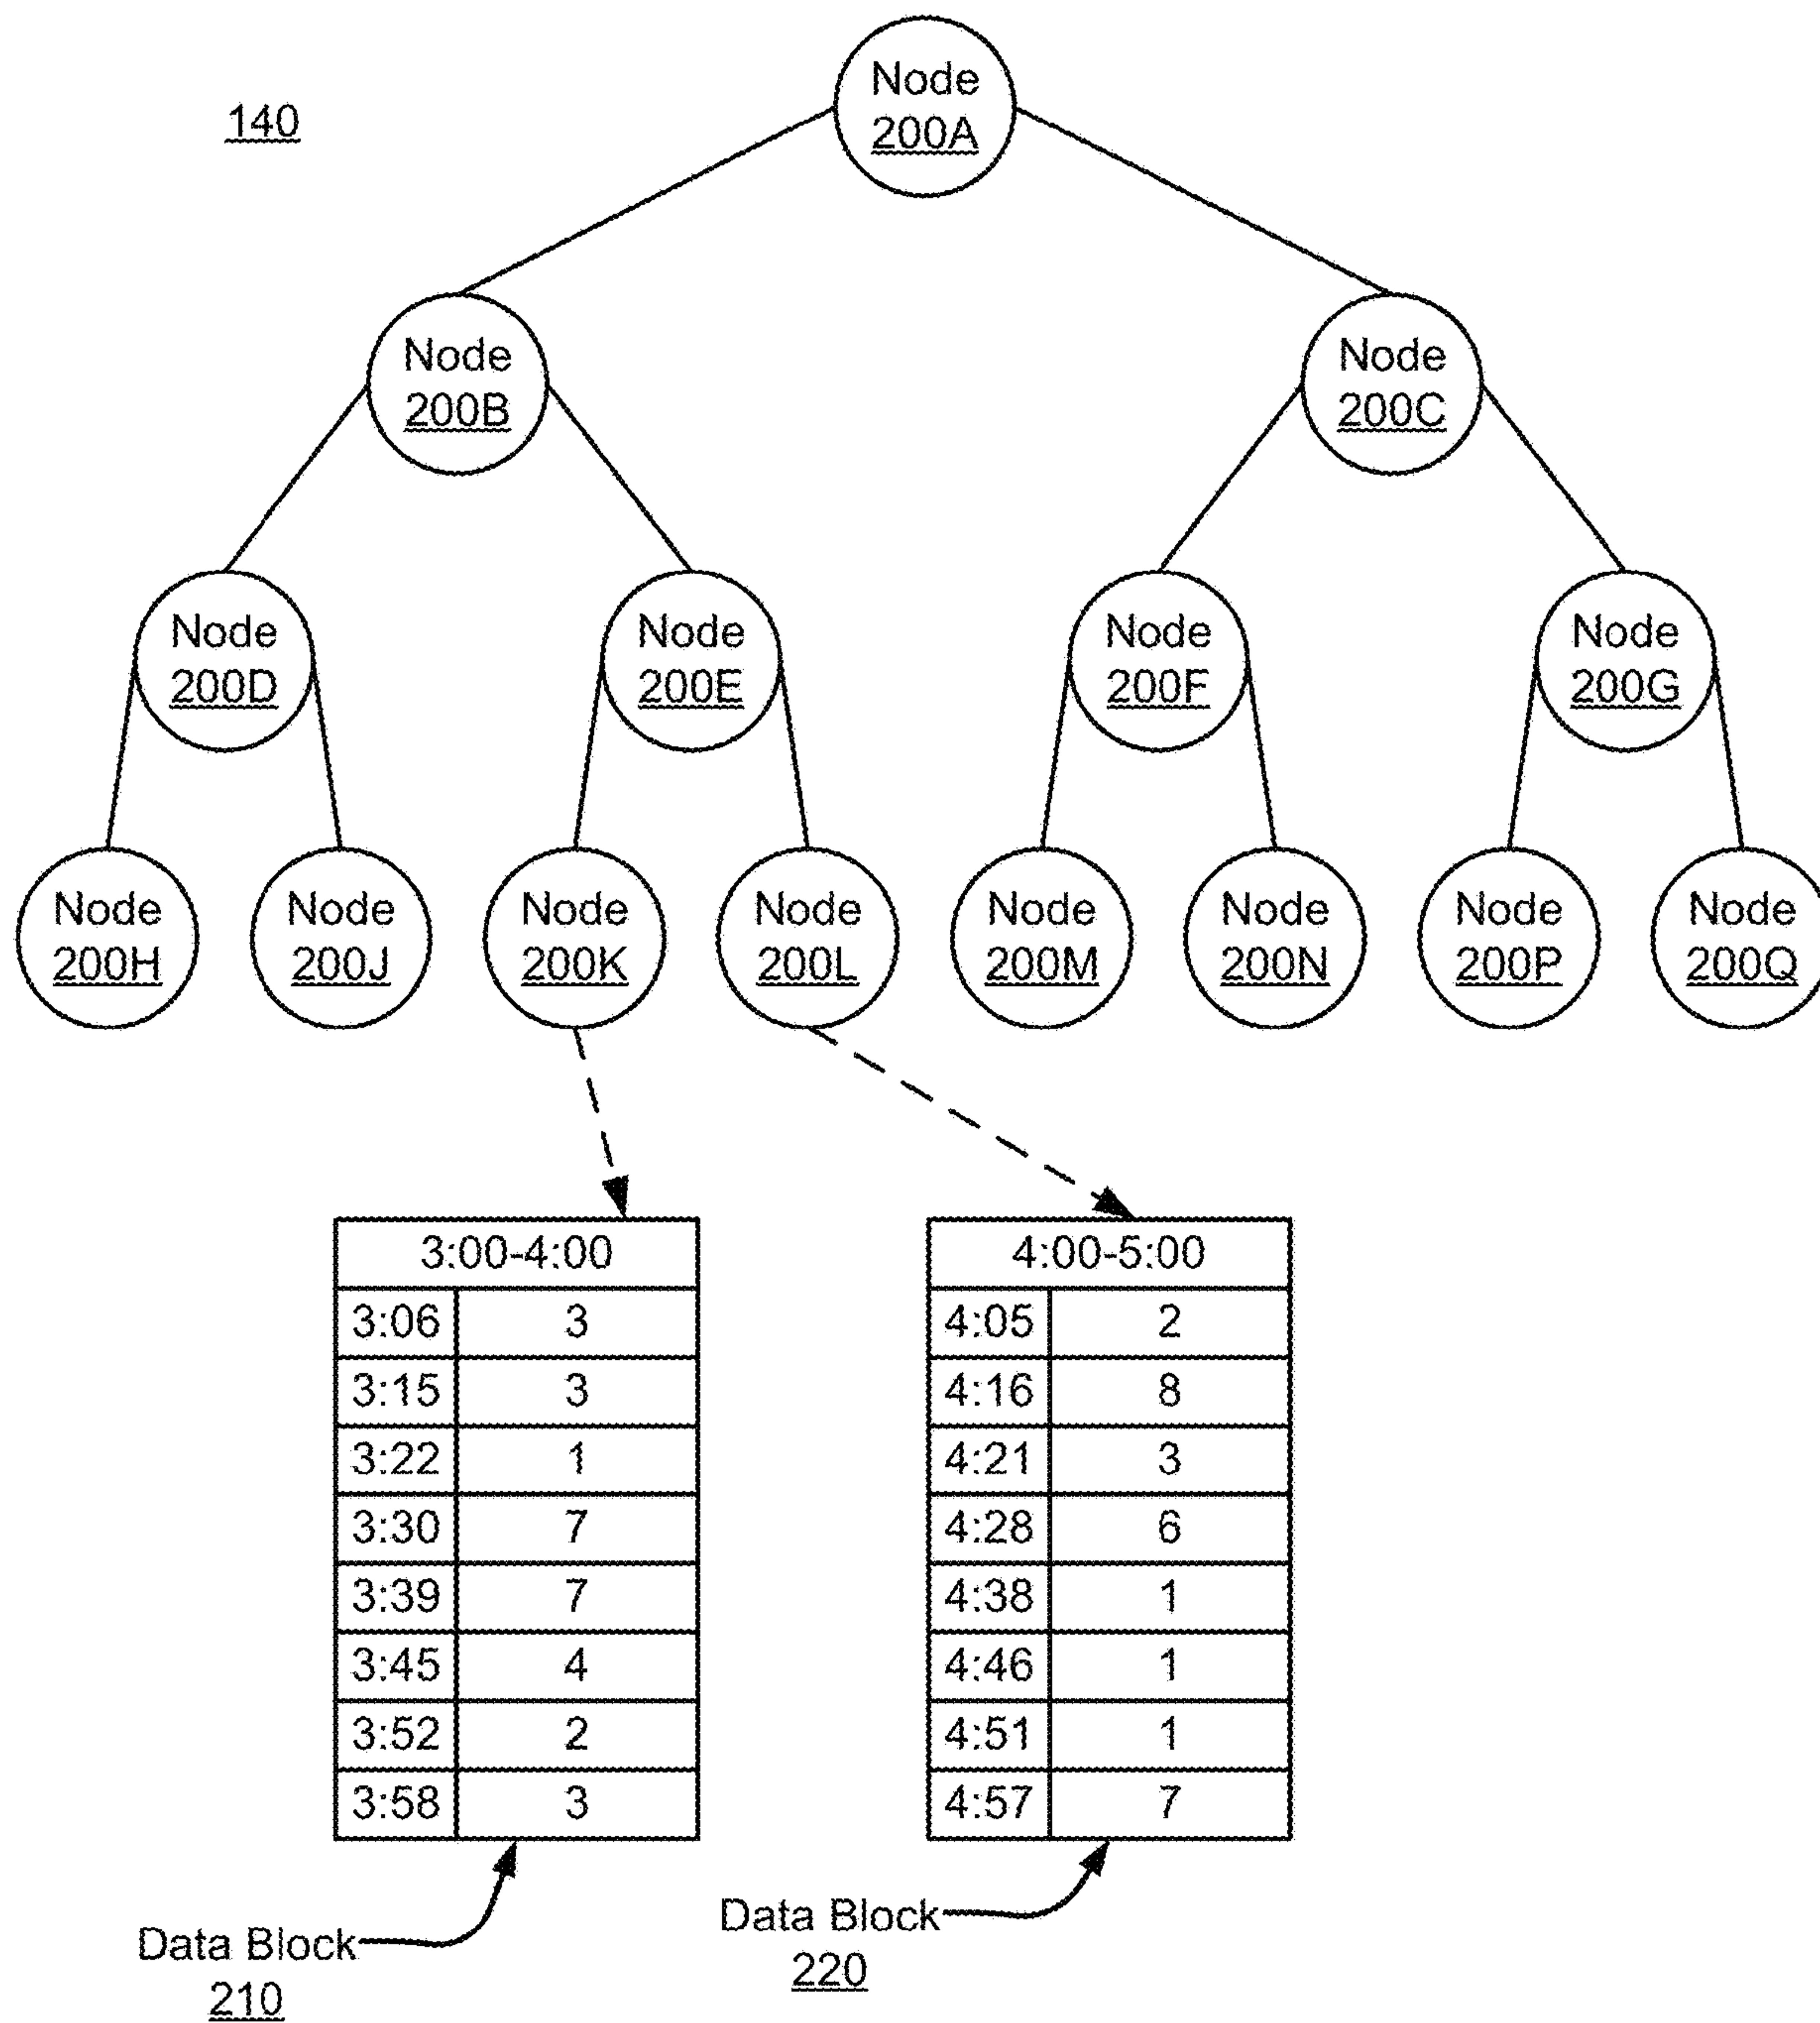 140
Node
200A
Node
200B
Node
200C
Node
200D
Node
200E
Node
200F
Node
200G
Node
200H
Node
200J
Node
200K
Node
200L
Node
200M
Node
200N
Node
200P
Node
200Q
3:00-4:00
3:06 3
3:15 3
3:22 1
3:30 7
3:39 7
3:45 4
3:52 2
3:58 3
4:00-5:00
4:05 2
4:16 8
4:21 3
4:28 6
4:38 1
4:46 1
4:51 1
4:57 7
Data Block
210
Data Block
220